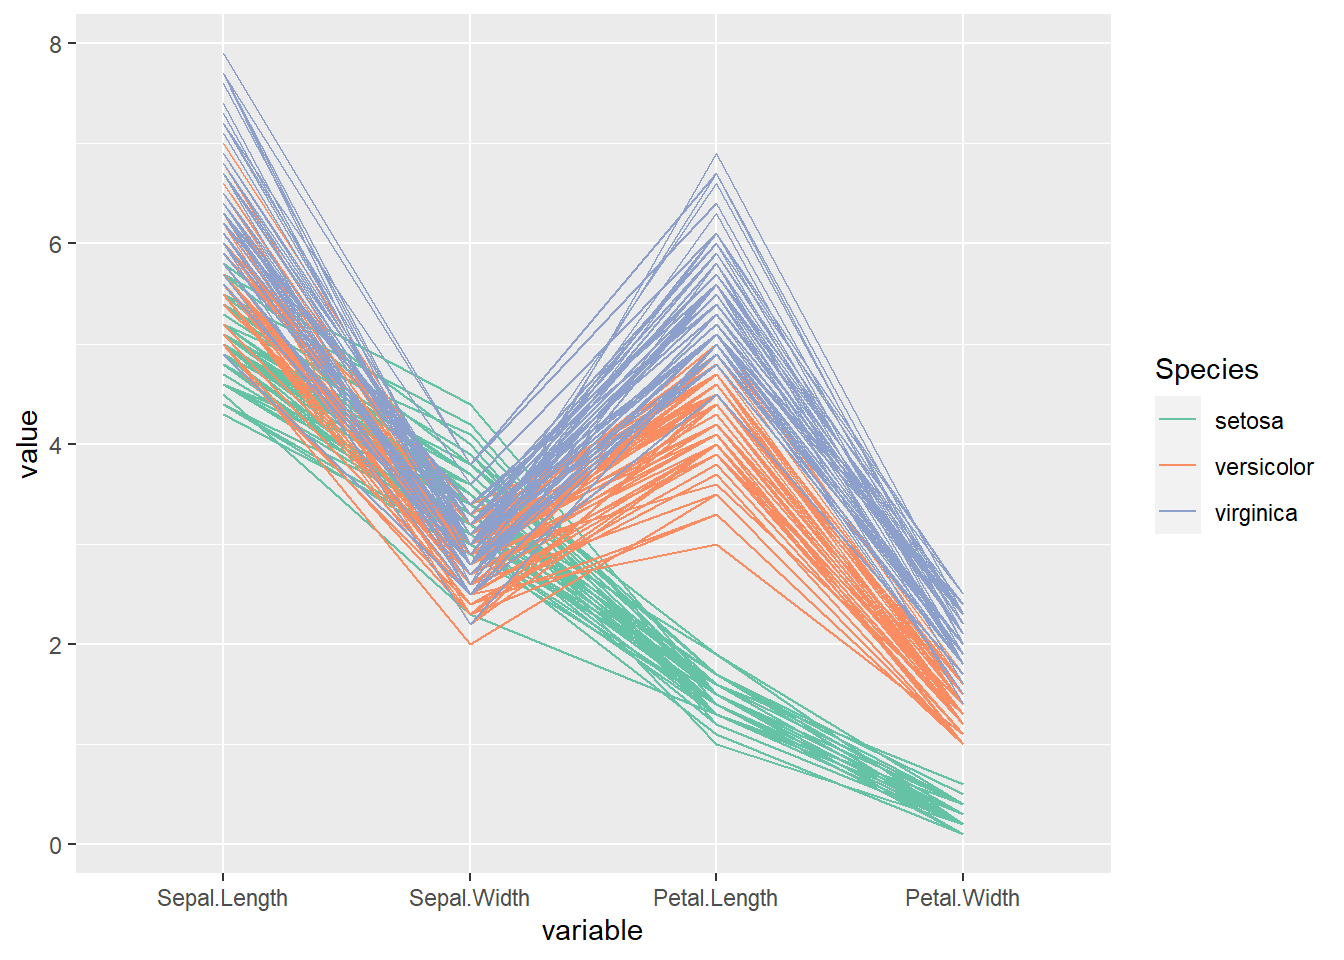 value
8
6
4
2
0
Sepal.Length Sepal.Width Petal.Length Petal.Width
variable
Species
setosa
versicolor
virginica